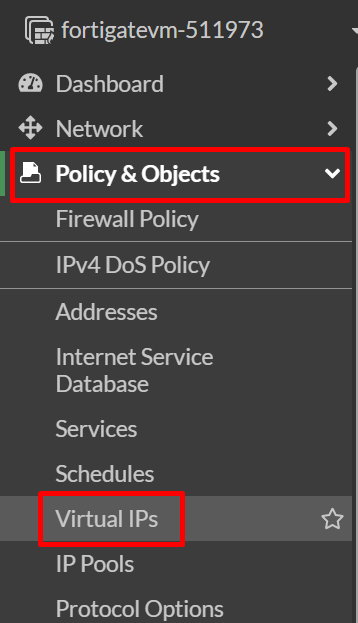 fortigatevm-511973
Dashboard
Network
Policy & Objects
Firewall Policy
IPv4 DoS Policy
Addresses
Internet Service
Database
Services
Schedules
Virtual IPs
IP Pools
Protocol Options